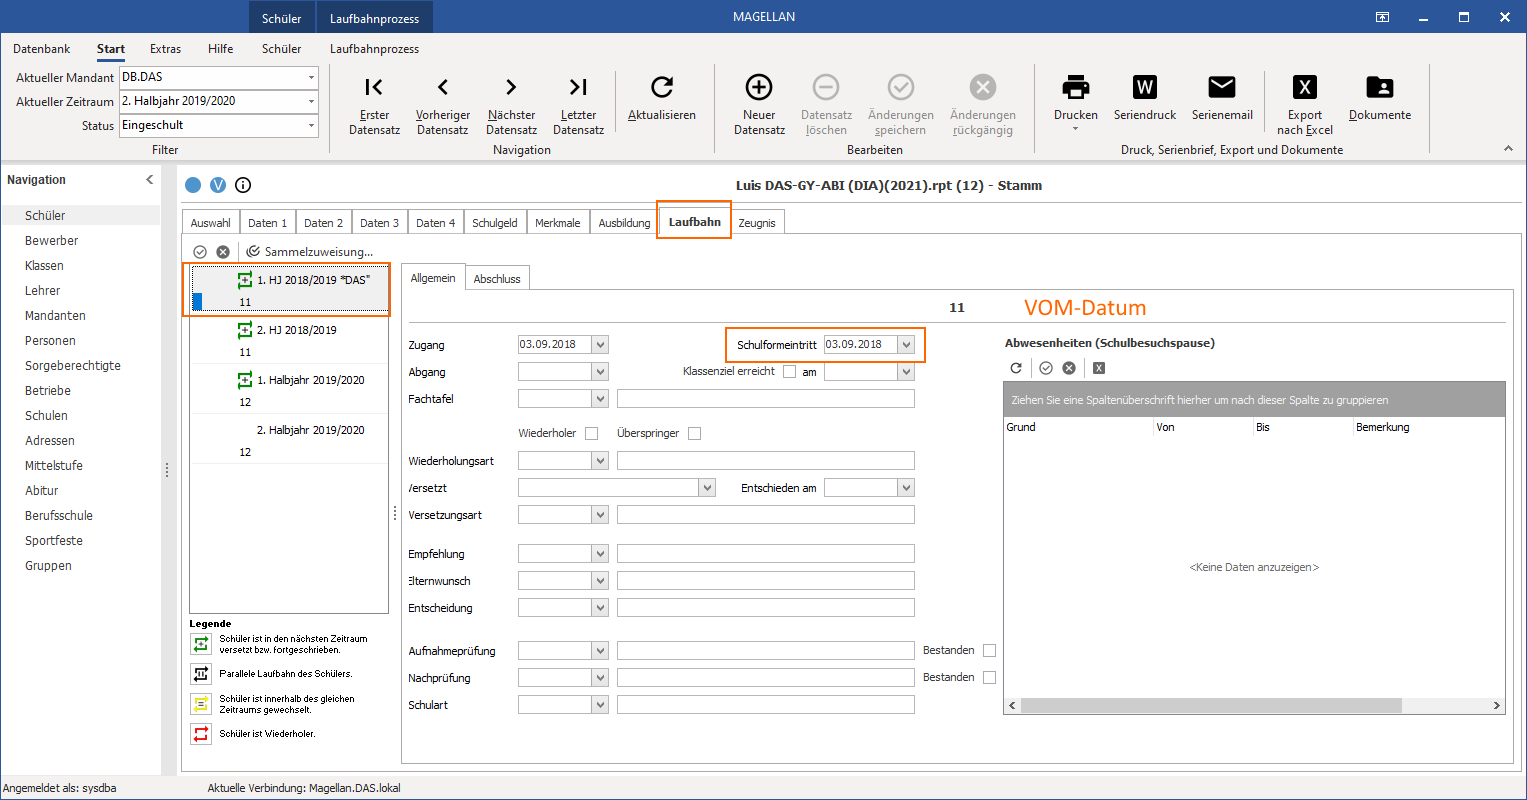 Schüler
Laufbahnprozess
MAGELLAN
Datenbank
Start
Extras
Hilfe
Schüler
Laufbahnprozess
Aktueller Mandant DB.DAS
Aktueller Zeitraum 2. Halbjahr 2019/2020
Status Eingeschult
Filter
Erster
Datensatz
Vorheriger
Datensatz
Nächster
Datensatz
Letzter
Datensatz
Aktualisieren
Navigation
Neuer
Datensatz
Datensatz
löschen
Änderungen
speichern
Änderungen
rückgängig
Bearbeiten
Drucken
W
Seriendruck
Serienemail
X
Export
nach Excel
Dokumente
Druck, Serienbrief, Export und Dokumente
Navigation
Schüler
Bewerber
Klassen
Lehrer
Mandanten
Personen
Sorgeberechtigte
Betriebe
Schulen
Adressen
Mittelstufe
Abitur
Berufsschule
Sportfeste
Gruppen
V
Luis DAS-GY-ABI (DIA)(2021).rpt (12) - Stamm
Auswahl
Daten 1
Daten 2
Daten 3
Daten 4
Schulgeld
Merkmale
Ausbildung
Laufbahn
Zeugnis
Sammelzuweisung...
1. HJ 2018/2019 *DAS"
11
2. HJ 2018/2019
11
1. Halbjahr 2019/2020
12
2. Halbjahr 2019/2020
12
Legende
Schüler ist in den nächsten Zeitraum
versetzt bzw. fortgeschrieben.
Parallele Laufbahn des Schülers.
Schüler ist innerhalb des gleichen
Zeitraums gewechselt.
Schüler ist Wiederholer.
Allgemein
Abschluss
11
VOM-Datum
Zugang 03.09.2018
Schulformeintritt 03.09.2018
Abgang
Klassenziel erreicht
am
Fachtafel
Wiederholer
Überspringer
Wiederholungsart
Versetzt
Entschieden am
Versetzungsart
Empfehlung
Elternwunsch
Entscheidung
Aufnahmeprüfung
Bestanden
Nachprüfung
Bestanden
Schulart
Abwesenheiten (Schulbesuchspause)
X
Ziehen Sie eine Spaltenüberschrift hierher um nach dieser Spalte zu gruppieren
Grund
Von
Bis
Bemerkung
<Keine Daten anzuzeigen>
Angemeldet als: sysdba
Aktuelle Verbindung: Magellan.DAS.lokal